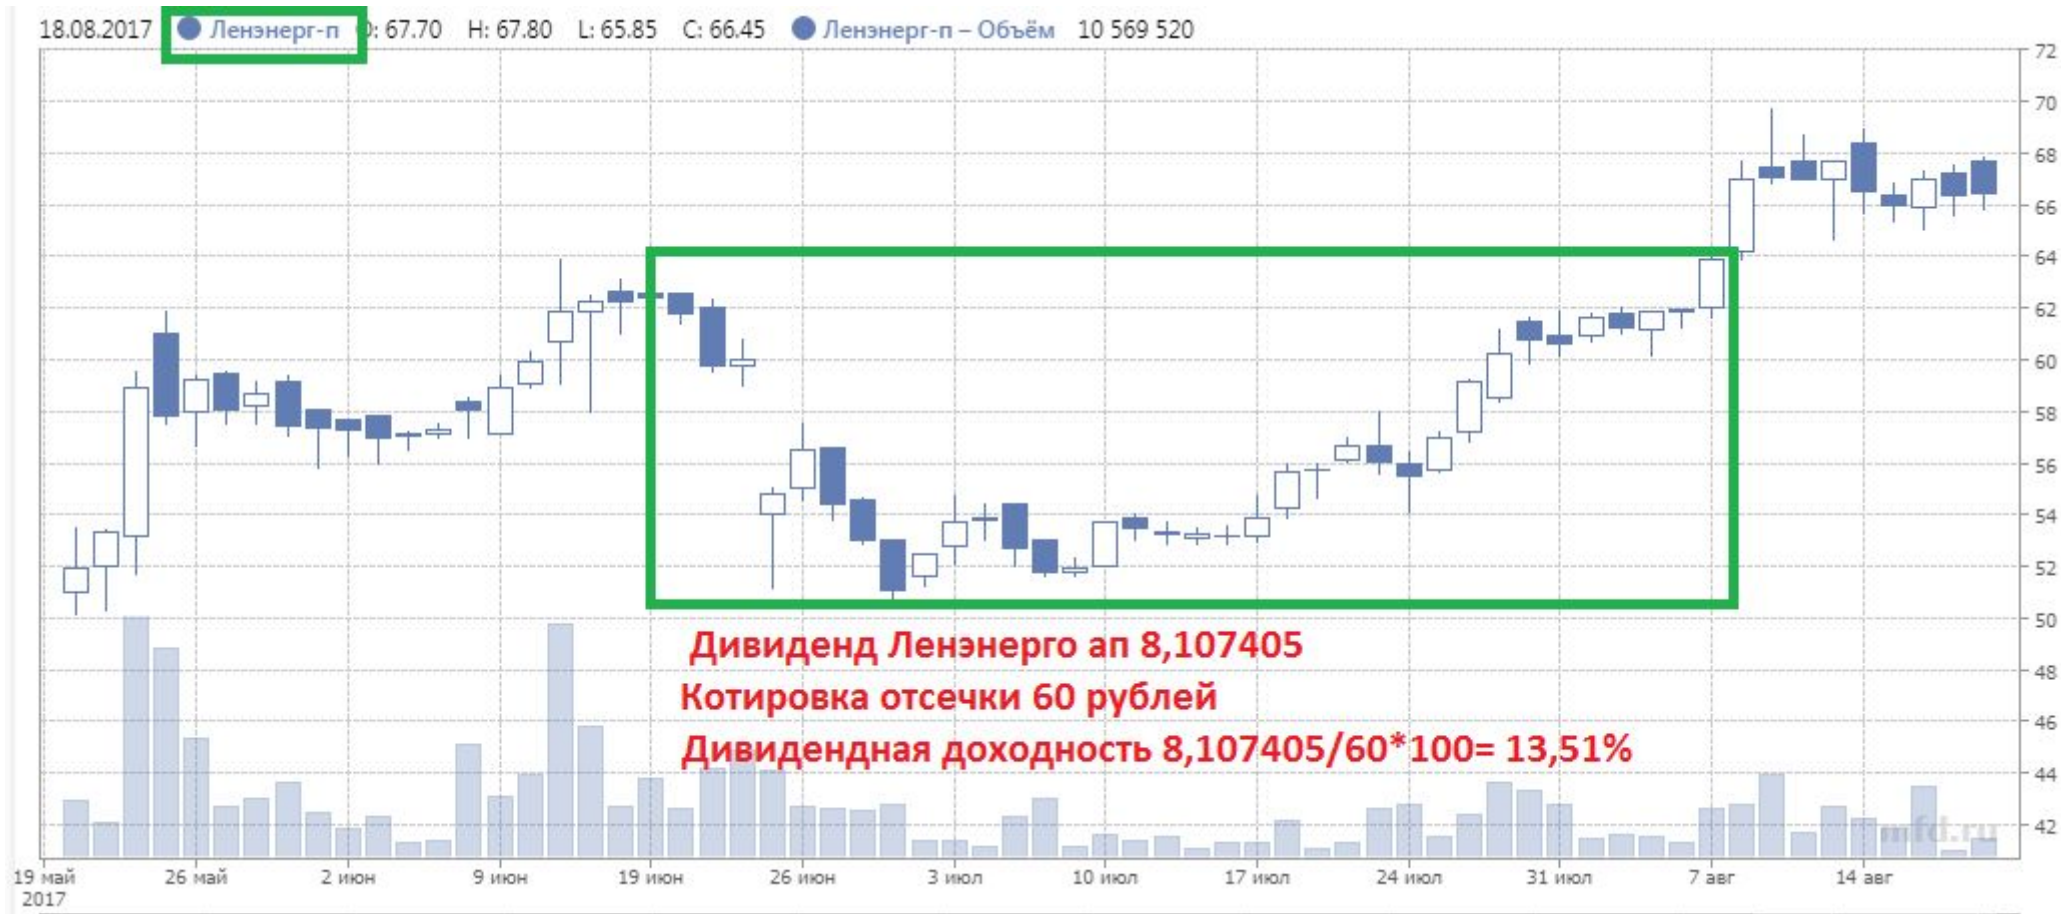 18.08.2017 Ленэнерг-п O: 67.70 H: 67.80 L: 65.85 C: 66.45 Ленэнерг-п – Объём 10 569 520
72
70
68
66
64
62
60
58
56
54
52
50
48
46
44
42
Дивиденд Ленэнерго ап 8,107405
Котировка отсечки 60 рублей
Дивидендная доходность 8,107405/60*100= 13,51%
mfd.ru
19 май 26 май 2 июн 9 июн 19 июн 26 июн 3 июл 10 июл 17 июл 24 июл 31 июл 7 авг 14 авг
2017